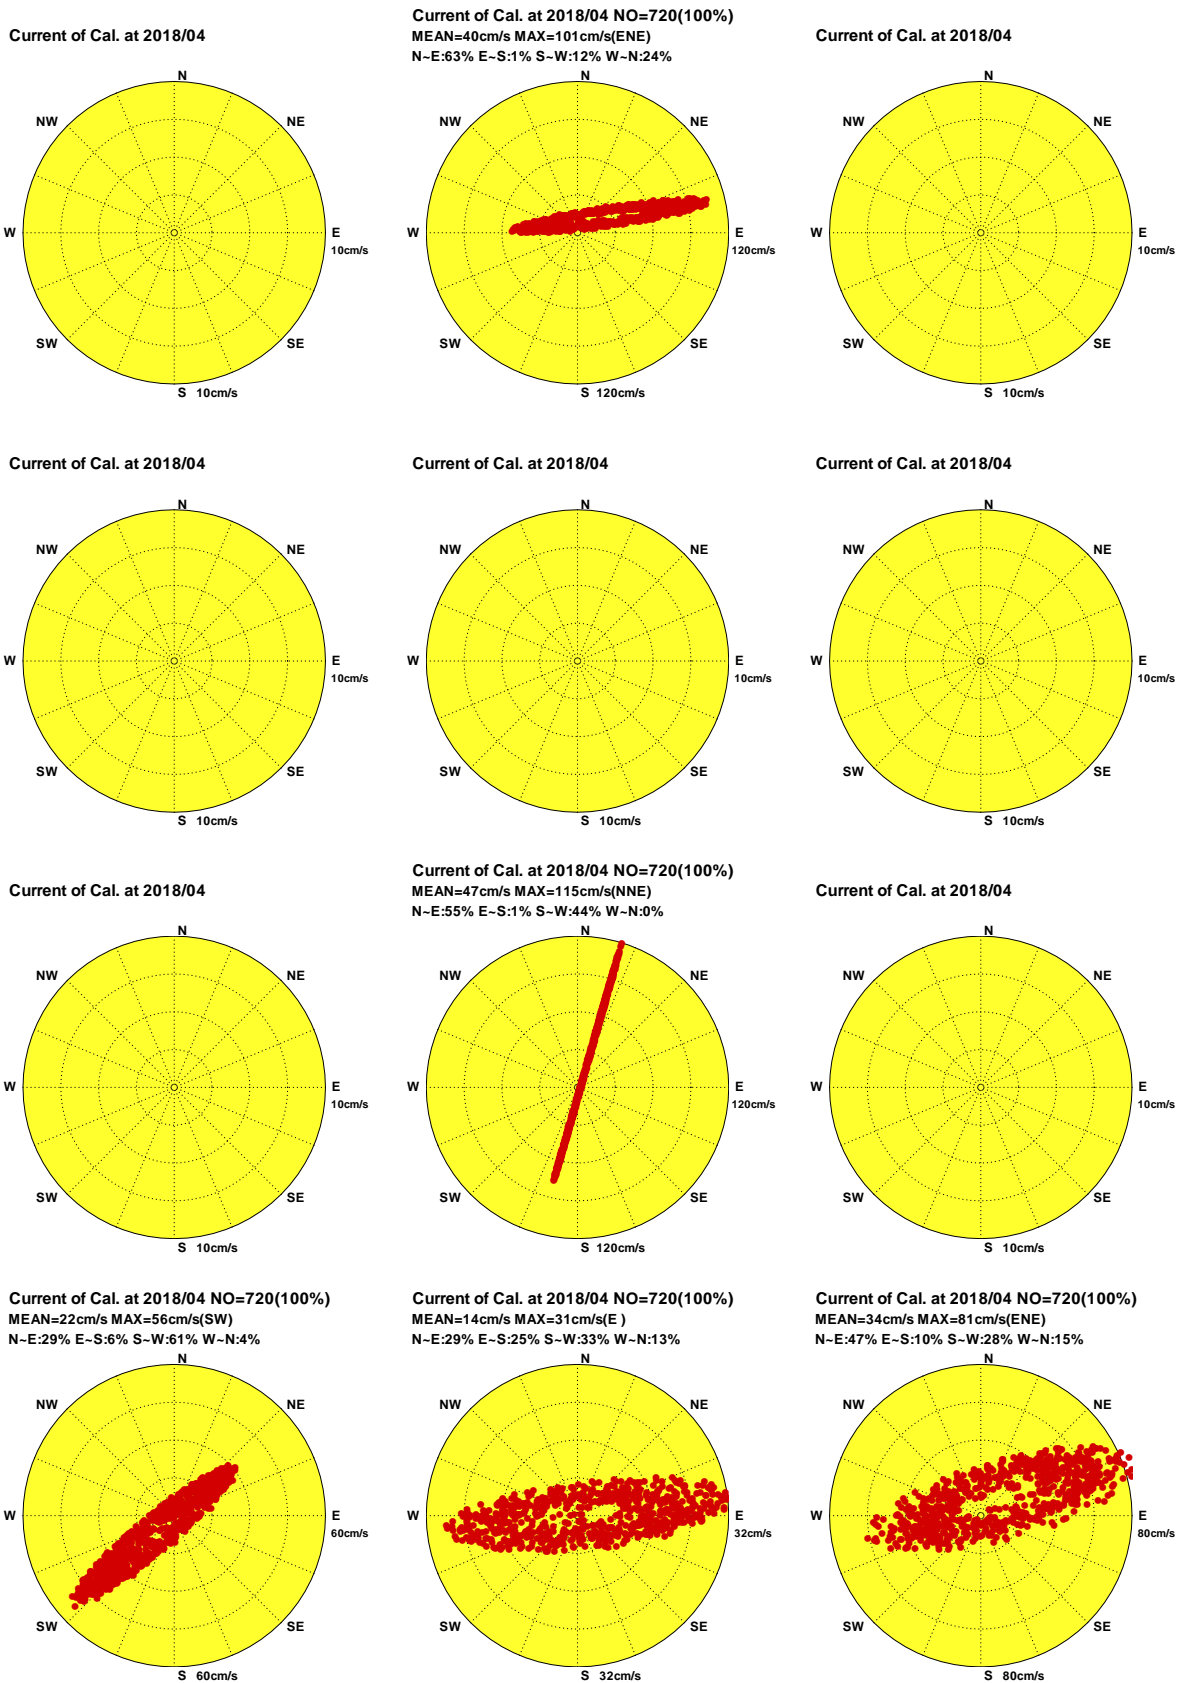 Current of Cal. at 2018/04
N
NW
NE
W
E
10cm/s
SW
SE
S 10cm/s
Current of Cal. at 2018/04 NO=720(100%)
MEAN=40cm/s MAX=101cm/s(ENE)
N~E:63% E~S:1% S~W:12% W~N:24%
N
NW
NE
W
E
120cm/s
SW
SE
S 120cm/s
Current of Cal. at 2018/04
N
NW
NE
W
E
10cm/s
SW
SE
S 10cm/s
Current of Cal. at 2018/04
N
NW
NE
W
E
10cm/s
SW
SE
S 10cm/s
Current of Cal. at 2018/04
N
NW
NE
W
E
10cm/s
SW
SE
S 10cm/s
Current of Cal. at 2018/04
N
NW
NE
W
E
10cm/s
SW
SE
S 10cm/s
Current of Cal. at 2018/04
N
NW
NE
W
E
10cm/s
SW
SE
S 10cm/s
Current of Cal. at 2018/04 NO=720(100%)
MEAN=47cm/s MAX=115cm/s(NNE)
N~E:55% E~S:1% S~W:44% W~N:0%
N
NW
NE
W
E
120cm/s
SW
SE
S 120cm/s
Current of Cal. at 2018/04
N
NW
NE
W
E
10cm/s
SW
SE
S 10cm/s
Current of Cal. at 2018/04 NO=720(100%)
MEAN=22cm/s MAX=56cm/s(SW)
N~E:29% E~S:6% S~W:61% W~N:4%
N
NW
NE
W
E
60cm/s
SW
SE
S 60cm/s
Current of Cal. at 2018/04 NO=720(100%)
MEAN=14cm/s MAX=31cm/s(E )
N~E:29% E~S:25% S~W:33% W~N:13%
N
NW
NE
W
E
32cm/s
SW
SE
S 32cm/s
Current of Cal. at 2018/04 NO=720(100%)
MEAN=34cm/s MAX=81cm/s(ENE)
N~E:47% E~S:10% S~W:28% W~N:15%
N
NW
NE
W
E
80cm/s
SW
SE
S 80cm/s